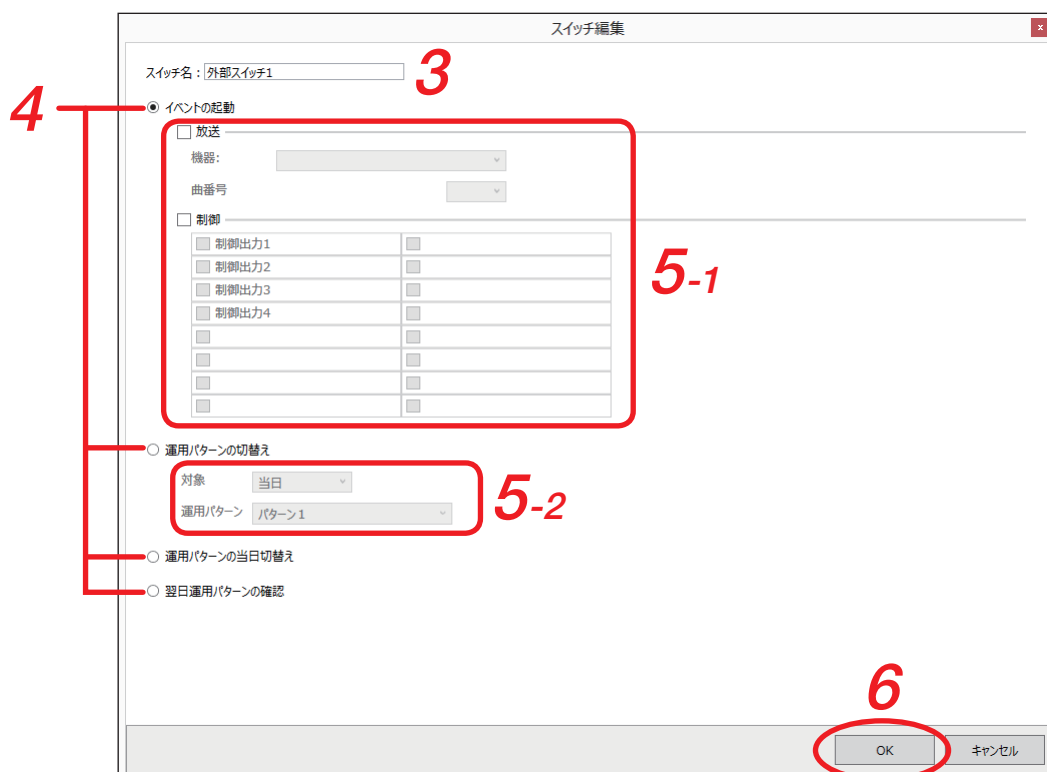 スイッチ編集
x
スイッチ名：外部スイッチ1
3
4
イベントの起動
放送
機器:
曲番号
制御
制御出力1
制御出力2
制御出力3
制御出力4
5-1
運用パターンの切替え
対象 当日
運用パターン パターン1
5-2
運用パターンの当日切替え
翌日運用パターンの確認
6
OK キャンセル